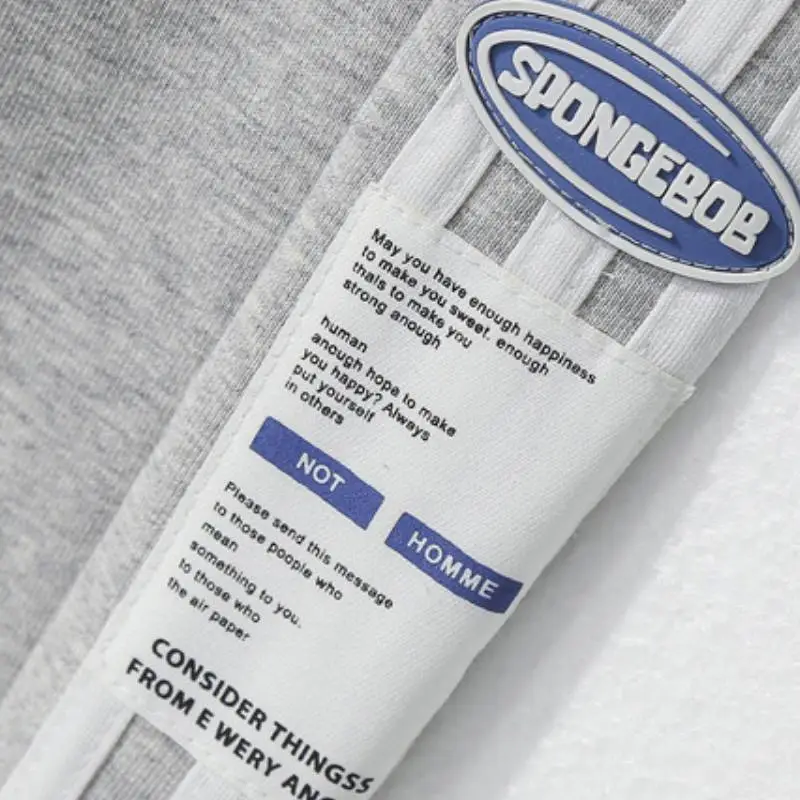 SPONGEBOB
May you have enough happiness
to make you sweet. enough
thals to make you
strong anough
human
anough hope to make
you happy? Always
put yourself
in others
NOT
HOMME
Please send this message
to those poople who
mean
something to you.
to those who
the air paper
CONSIDER THINGSS
FROM E WERY ANG